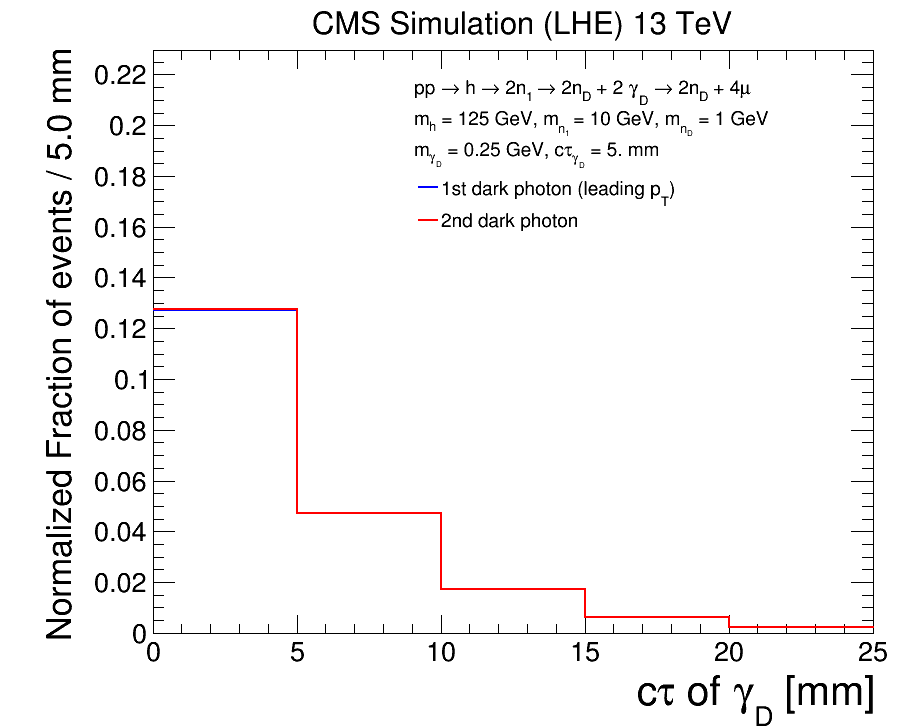 CMS Simulation (LHE) 13 TeV
Normalized Fraction of events / 5.0 mm
0.22
0.2
0.18
0.16
0.14
0.12
0.1
0.08
0.06
0.04
0.02
0
pp → h → 2n1 → 2nD + 2 γD → 2nD + 4μ
mh = 125 GeV, mn1 = 10 GeV, mnD = 1 GeV
mγD = 0.25 GeV, cτγD = 5. mm
1st dark photon (leading pT)
2nd dark photon
0 5 10 15 20 25
cτ of γD [mm]